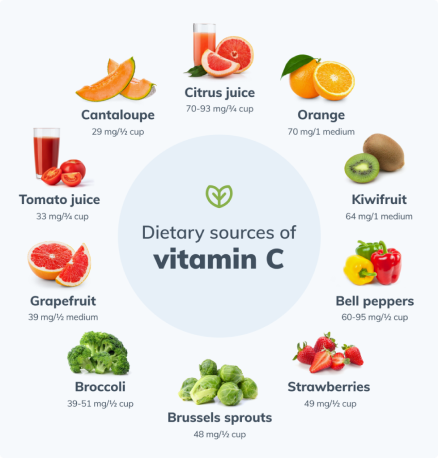 Citrus juice
70-93 mg/¾ cup
Orange
70 mg/1 medium
Kiwifruit
64 mg/1 medium
Bell peppers
60-95 mg/½ cup
Strawberries
49 mg/½ cup
Brussels sprouts
48 mg/½ cup
Broccoli
39-51 mg/½ cup
Grapefruit
39 mg/½ medium
Tomato juice
33 mg/¾ cup
Cantaloupe
29 mg/½ cup
Dietary sources of
vitamin C